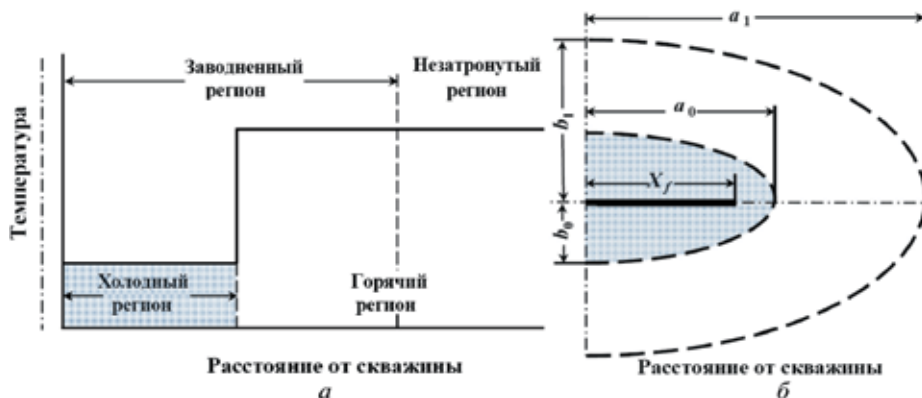 Температура
Заводненный
регион
Незатронутый
регион
Холодный
регион
Горячий
регион
Расстояние от скважины
а
a₁
b₁
a₀
X_f
b₀
Расстояние от скважины
б